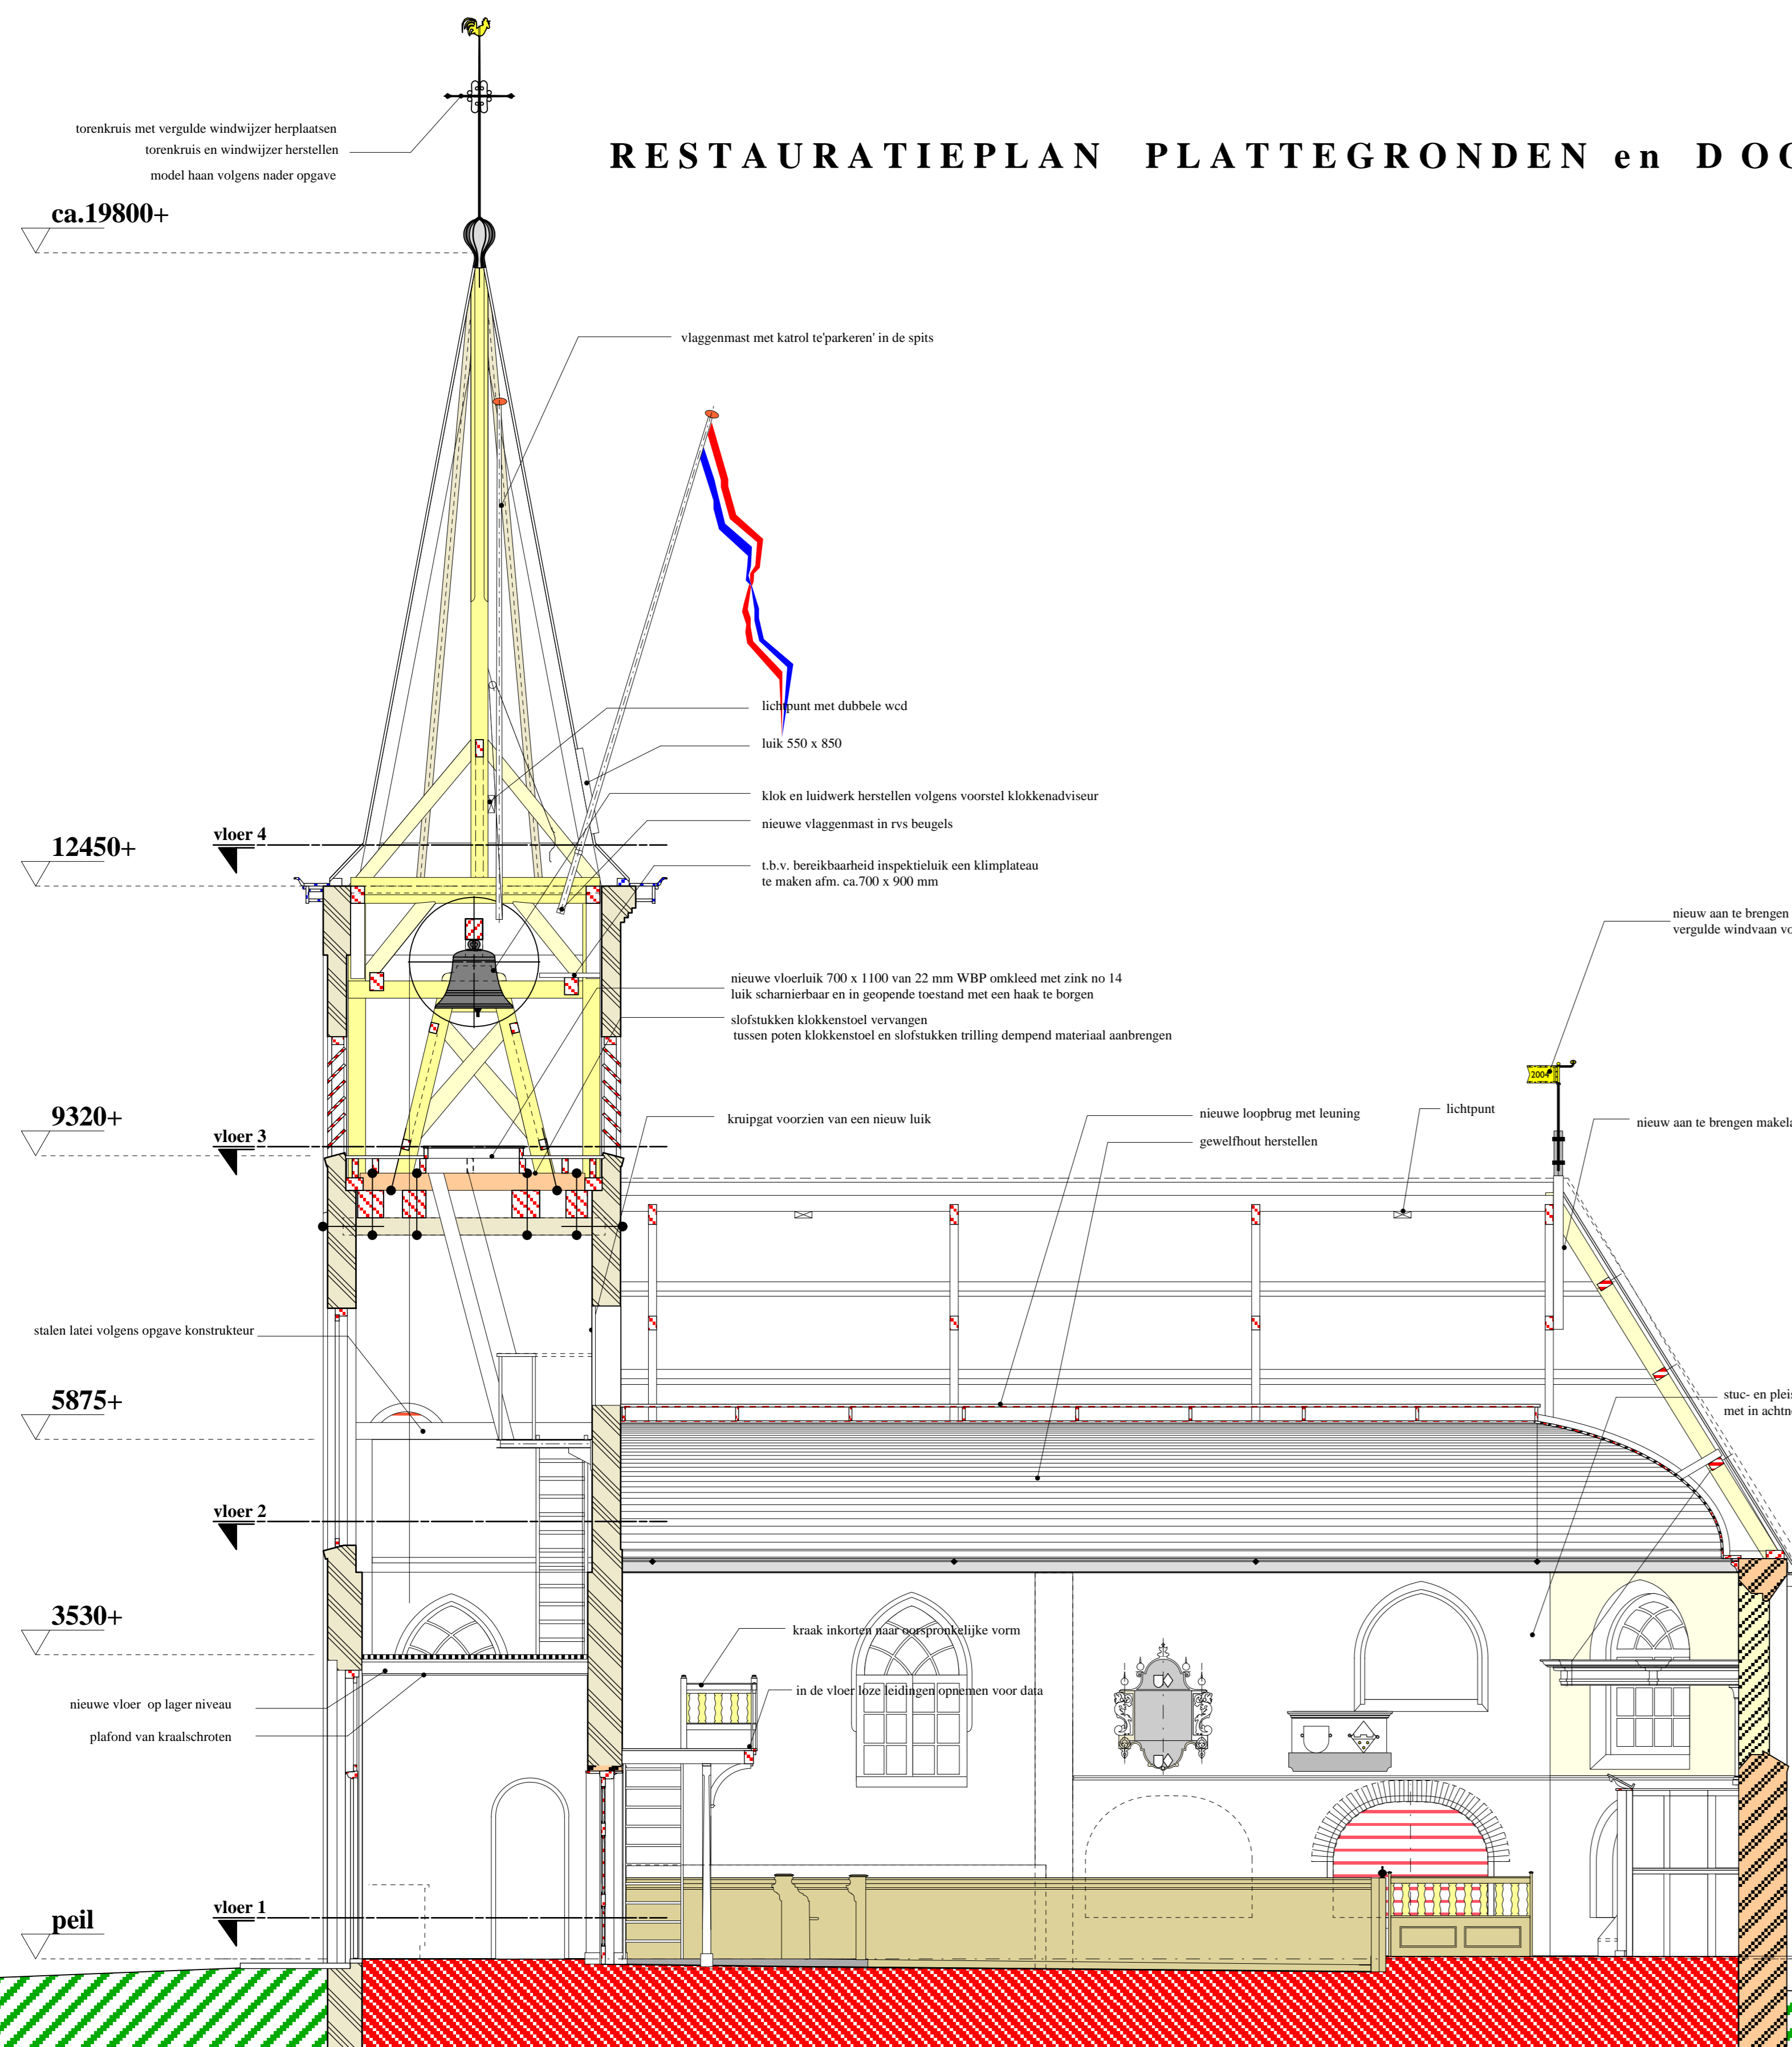 torenkruis met vergulde windwijzer herplaatsen
torenkruis en windwijzer herstellen
model haan volgens nader opgave
RESTAURATIEPLAN PLATTEGRONDEN en DOO
ca.19800+
vlaggenmast met katrol te'parkeren' in de spits
lichtpunt met dubbele wcd
luik 550 x 850
klok en luidwerk herstellen volgens voorstel klokkenadviseur
nieuwe vlaggenmast in rvs beugels
vloer 4
12450+
t.b.v. bereikbaarheid inspektieluik een klimplateau
te maken afm. ca.700 x 900 mm
nieuw aan te brengen
vergulde windvaan vo
nieuwe vloerluik 700 x 1100 van 22 mm WBP omkleed met zink no 14
luik scharnierbaar en in geopende toestand met een haak te borgen
slofstukken klokkenstoel vervangen
tussen poten klokkenstoel en slofstukken trilling dempend materiaal aanbrengen
2004
9320+
vloer 3
kruipgat voorzien van een nieuw luik
nieuwe loopbrug met leuning
lichtpunt
gewelfhout herstellen
nieuw aan te brengen makela
stalen latei volgens opgave konstrukteur
5875+
stuc- en pleis
met in achtn
vloer 2
3530+
kraak inkorten naar oorspronkelijke vorm
in de vloer loze leidingen opnemen voor data
nieuwe vloer op lager niveau
plafond van kraalschroten
vloer 1
peil